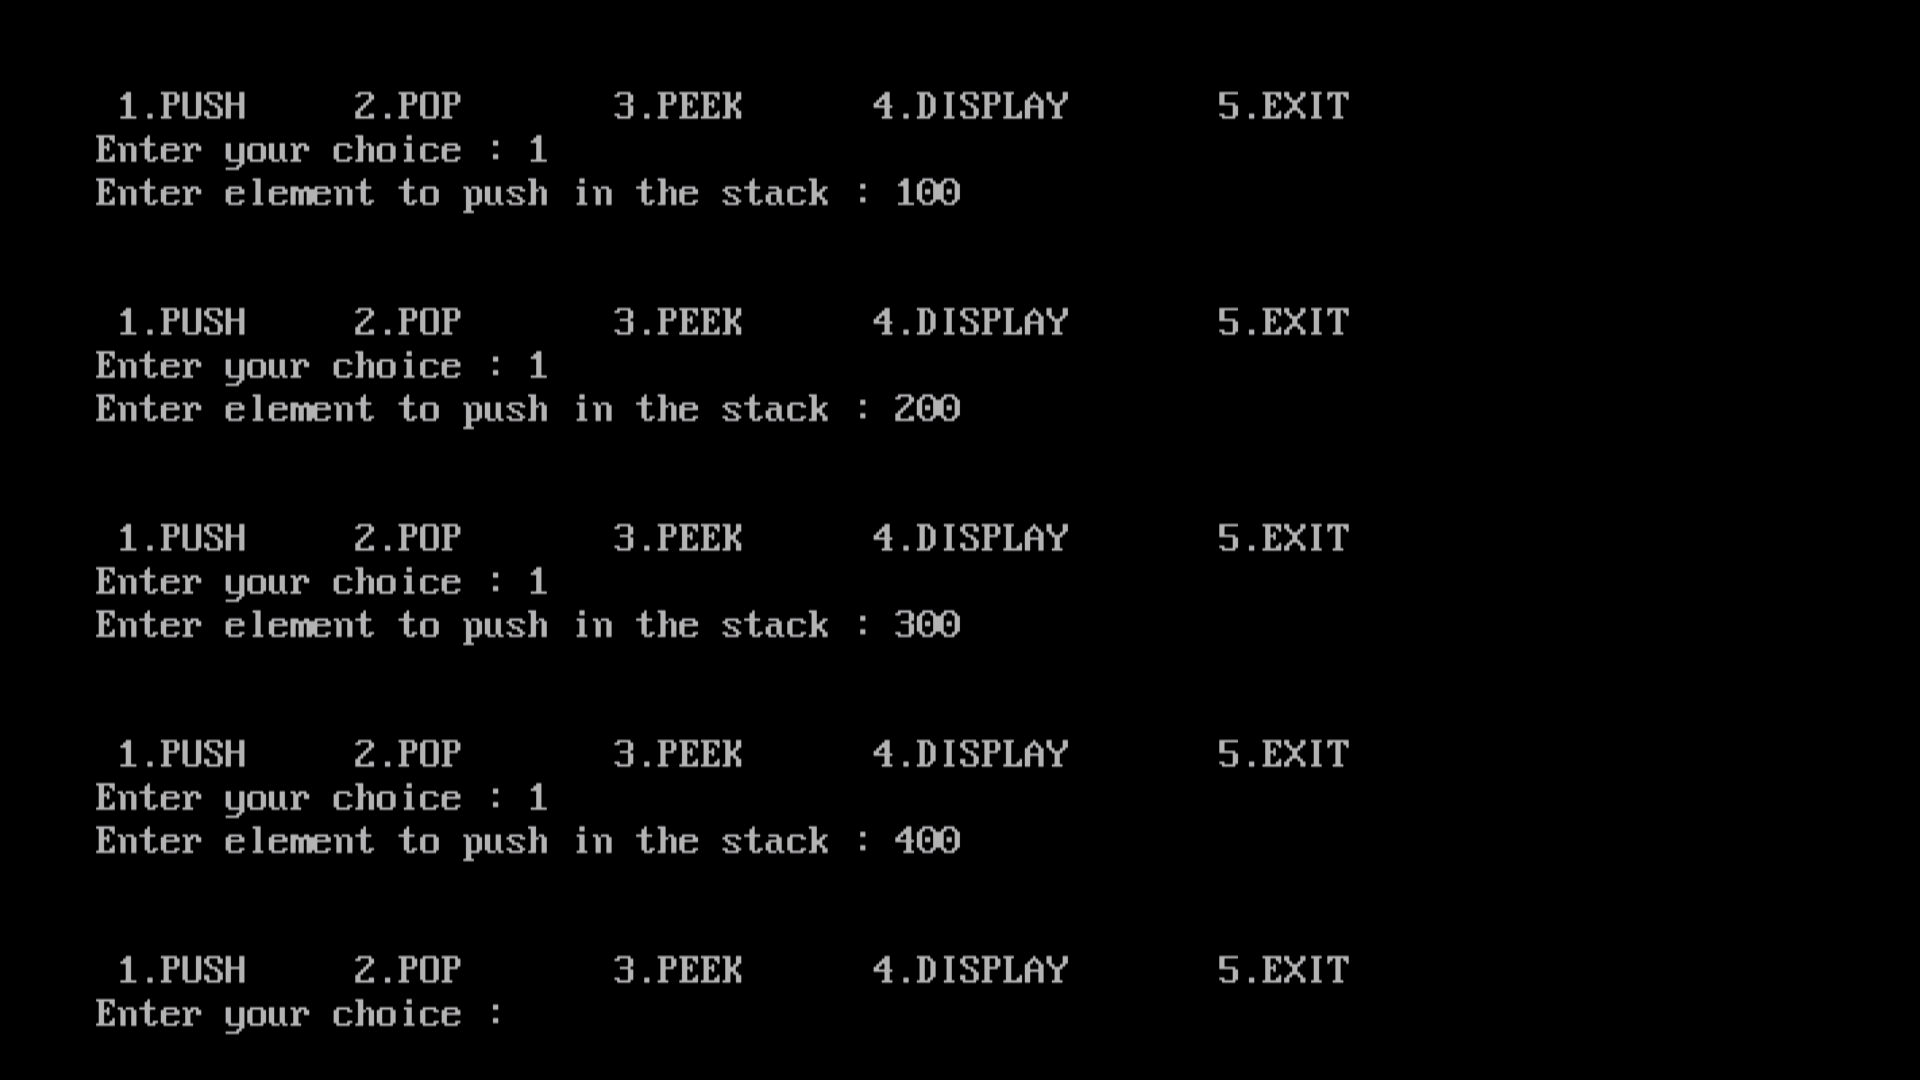 1.PUSH 2.POP 3.PEEK 4.DISPLAY 5.EXIT
Enter your choice : 1
Enter element to push in the stack : 100
1.PUSH 2.POP 3.PEEK 4.DISPLAY 5.EXIT
Enter your choice : 1
Enter element to push in the stack : 200
1.PUSH 2.POP 3.PEEK 4.DISPLAY 5.EXIT
Enter your choice : 1
Enter element to push in the stack : 300
1.PUSH 2.POP 3.PEEK 4.DISPLAY 5.EXIT
Enter your choice : 1
Enter element to push in the stack : 400
1.PUSH 2.POP 3.PEEK 4.DISPLAY 5.EXIT
Enter your choice :